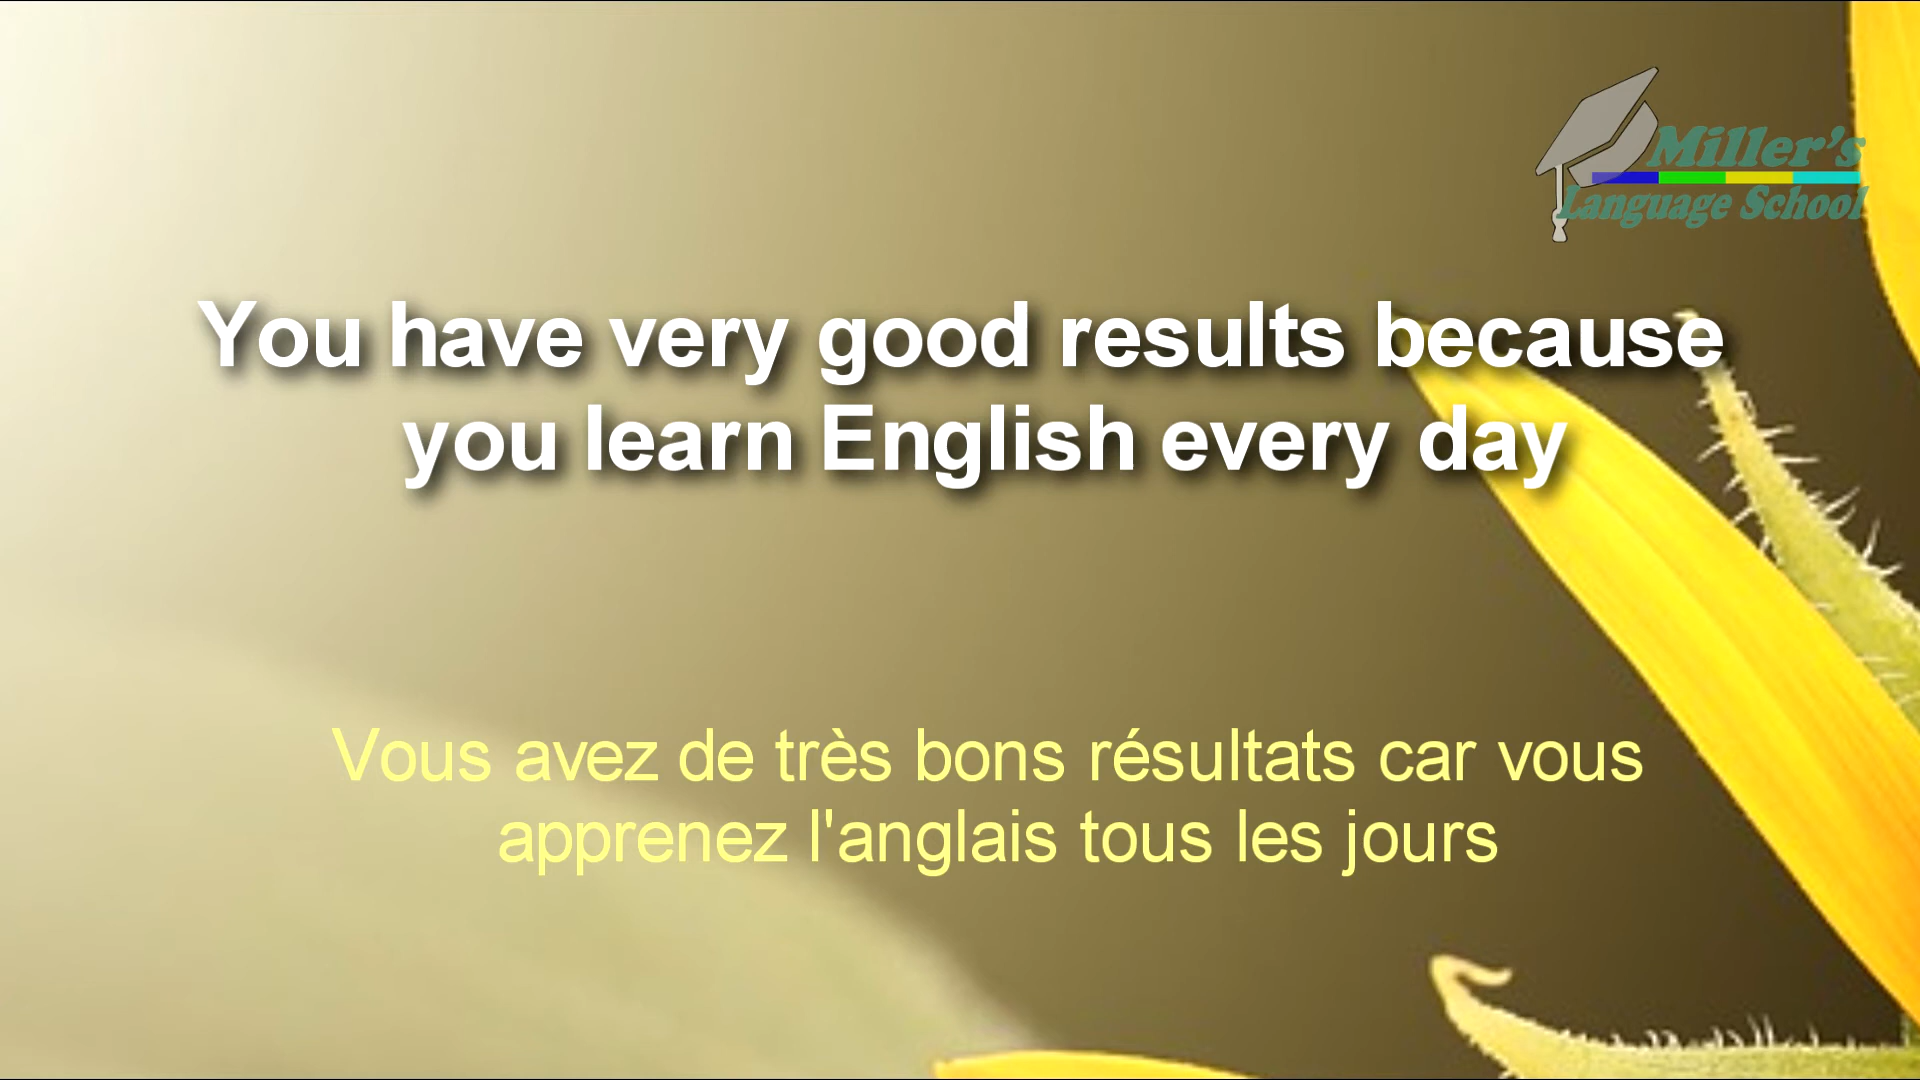 Miller's
Language School
You have very good results because
you learn English every day
Vous avez de très bons résultats car vous
apprenez l'anglais tous les jours